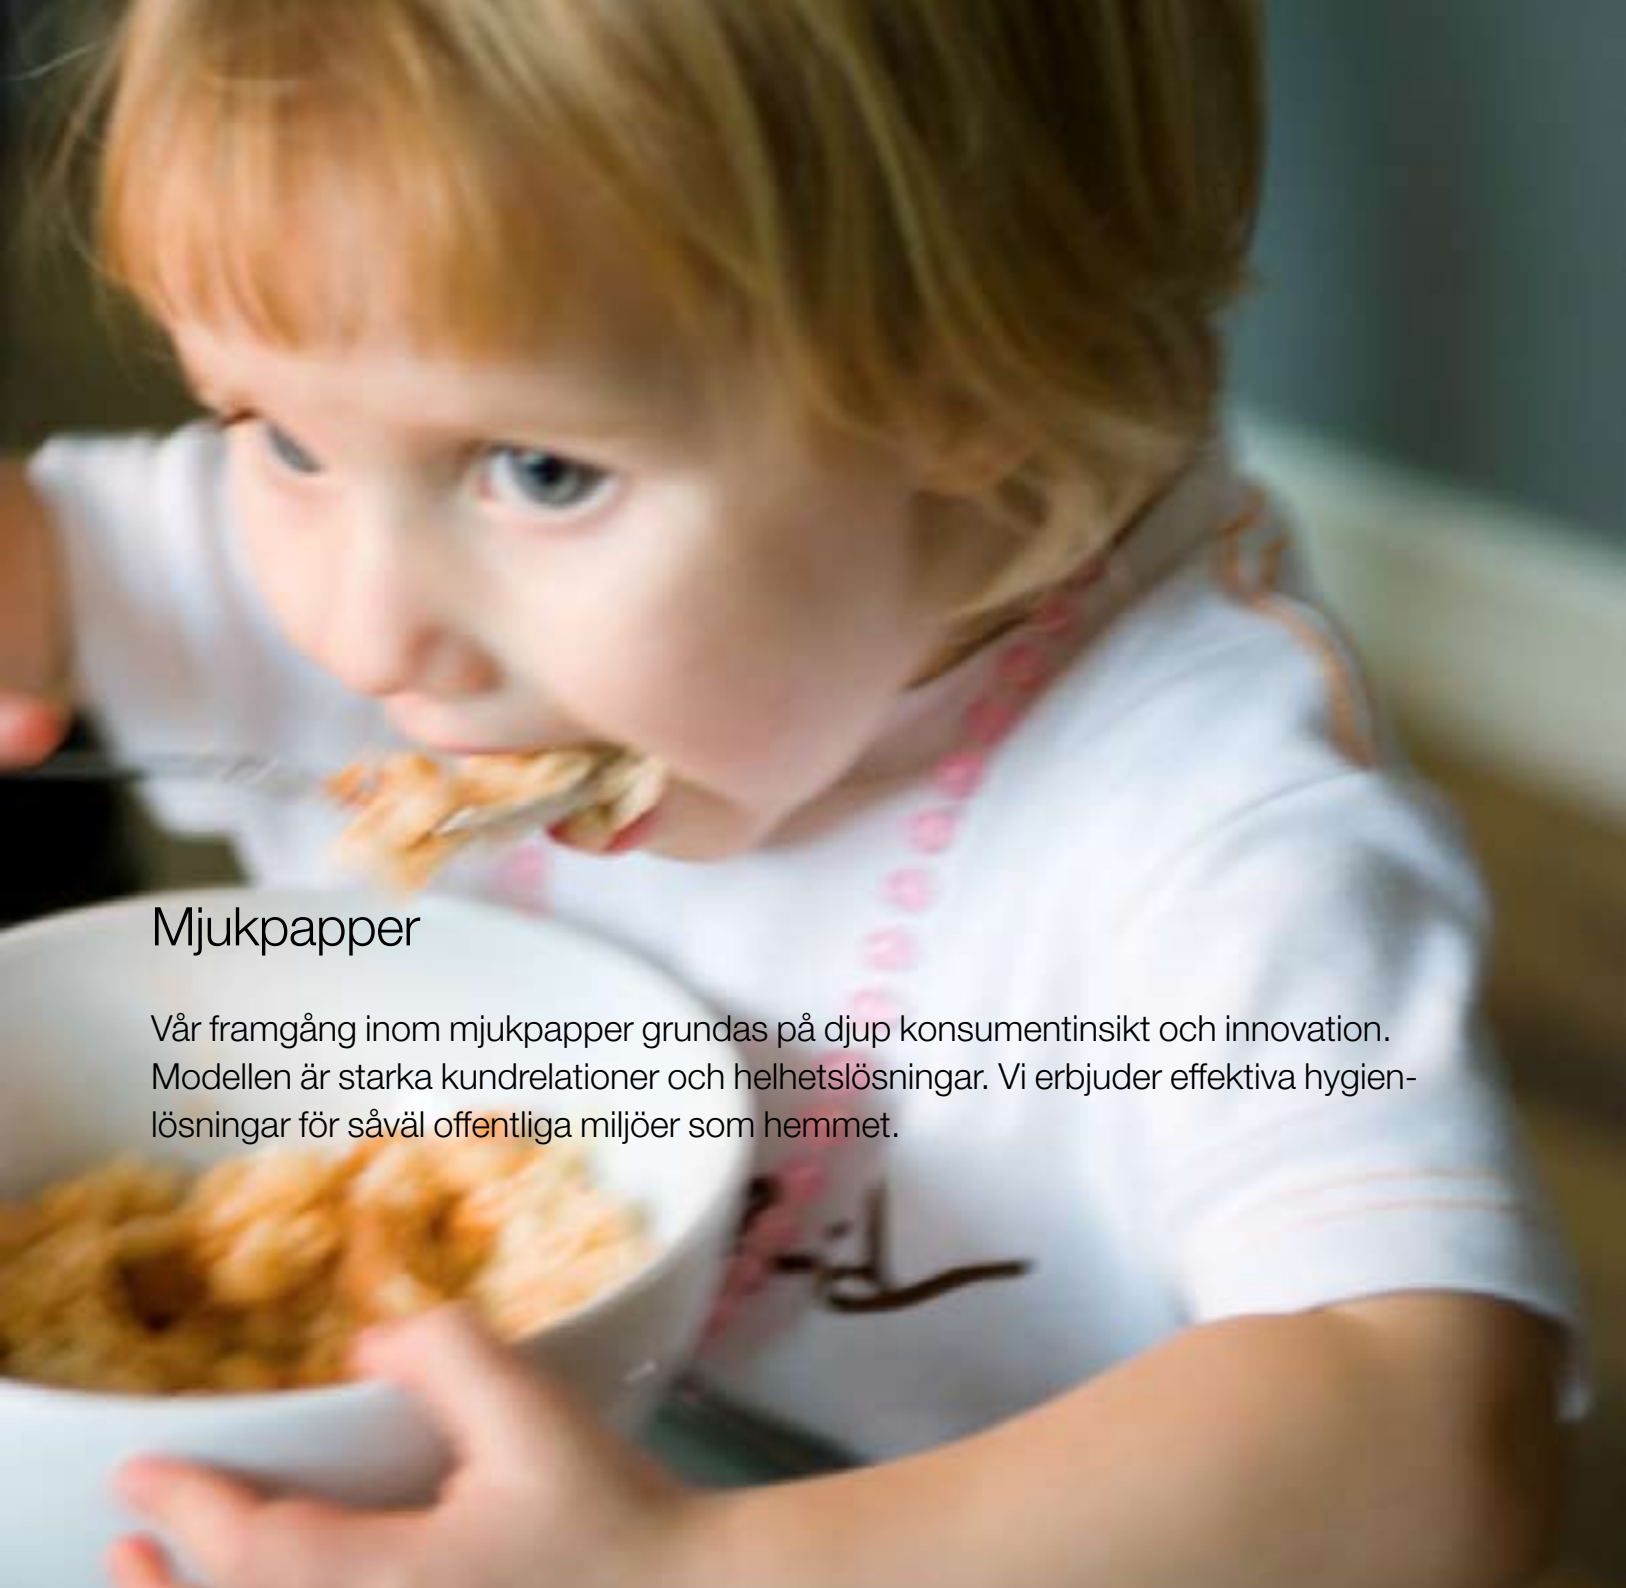 Mjukpapper
Vår framgång inom mjukpapper grundas på djup konsumentinsikt och innovation.
Modellen är starka kundrelationer och helhetslösningar. Vi erbjuder effektiva hygien-
lösningar för såväl offentliga miljöer som hemmet.